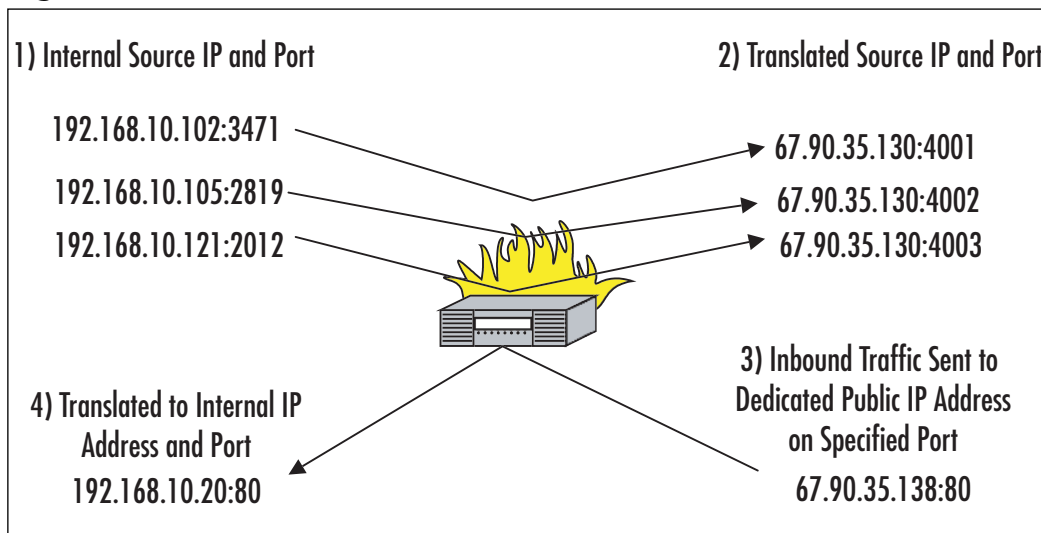 1) Internal Source IP and Port
2) Translated Source IP and Port
192.168.10.102:3471
67.90.35.130:4001
192.168.10.105:2819
67.90.35.130:4002
192.168.10.121:2012
67.90.35.130:4003
3) Inbound Traffic Sent to
Dedicated Public IP Address
on Specified Port
67.90.35.138:80
4) Translated to Internal IP
Address and Port
192.168.10.20:80